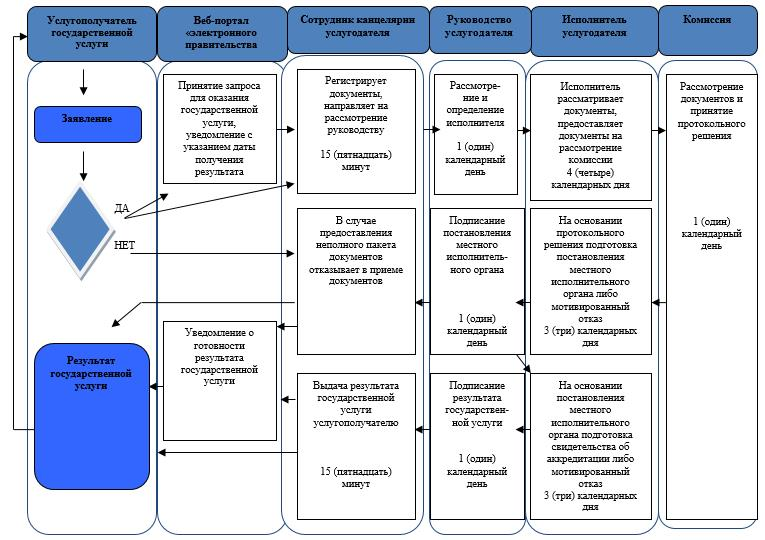 Услугополучатель
государственной
услуги
Веб-портал
«электронного
правительства
Сотрудник канцелярии
услугодателя
Руководство
услугодателя
Исполнитель
услугодателя
Комиссия
Заявление
ДА
НЕТ
Результат
государственной
услуги
Принятие запроса
для оказания
государственной
услуги,
уведомление с
указанием даты
получения
результата
Уведомление о
готовности
результата
государственной
услуги
Регистрирует
документы,
направляет на
рассмотрение
руководству
15 (пятнадцать)
минут
В случае
предоставления
неполного пакета
документов
отказывает в приеме
документов
Выдача результата
государственной
услуги
услугополучателю
15 (пятнадцать)
минут
Рассмотре-
ние и
определение
исполнителя
1 (один)
календарный
день
Подписание
постановления
местного
исполнитель-
ного органа
1 (один)
календарный
день
Подписание
результата
государствен-
ной услуги
1 (один)
календарный
день
Исполнитель
рассматривает
документы,
предоставляет
документы на
рассмотрение
комиссии
4 (четыре)
календарных дня
На основании
протокольного
решения подготовка
постановления
местного
исполнительного
органа либо
мотивированный
отказ
3 (три) календарных
дня
На основании
постановления
местного
исполнительного
органа подготовка
свидетельства об
аккредитации либо
мотивированный
отказ
3 (три) календарных
дня
Рассмотрение
документов и
принятие
протокольного
решения
1 (один)
календарный
день